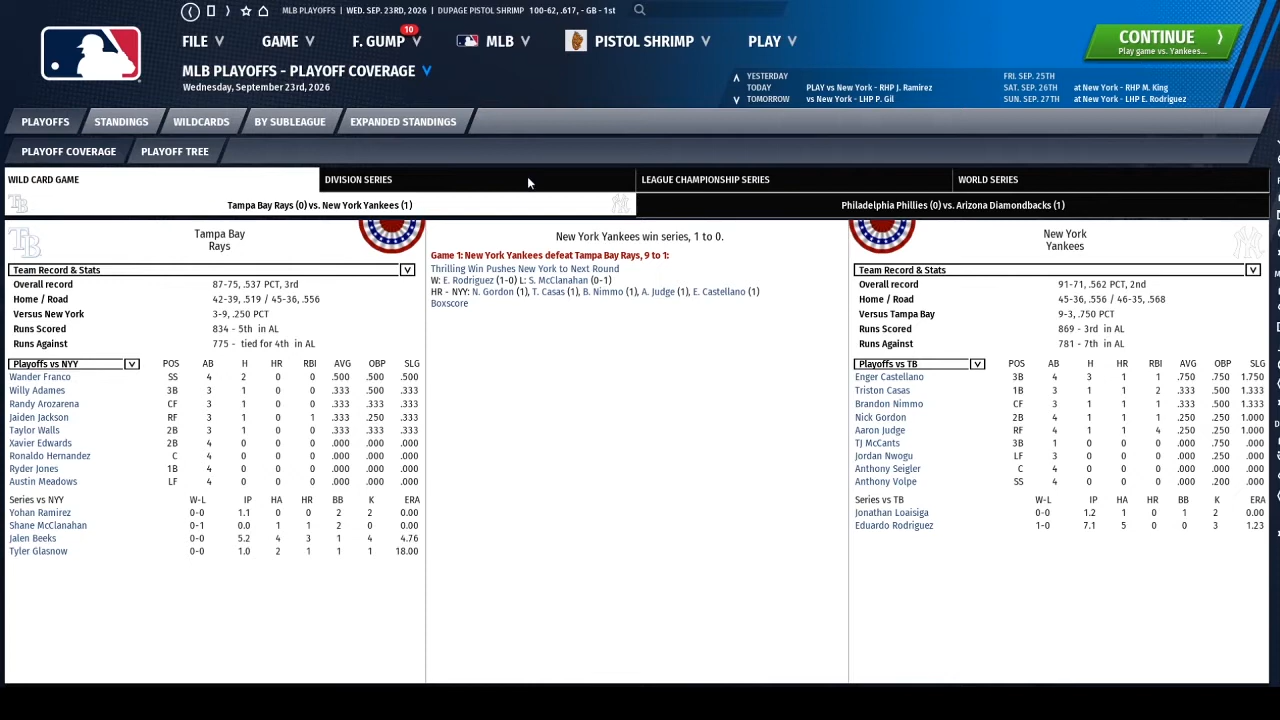 MLB PLAYOFFS | WED. SEP. 23RD, 2026 | DUPAGE PISTOL SHRIMP 100-62, .617, - GB - 1st
FILE GAME F. GUMP 10 MLB PISTOL SHRIMP PLAY
CONTINUE
Play game vs. Yankees...
MLB PLAYOFFS - PLAYOFF COVERAGE
Wednesday, September 23rd, 2026
YESTERDAY FRI SEP. 25TH
TODAY PLAY vs New York - RHP J. Ramirez SAT. SEP. 26TH at New York - RHP M. King
TOMORROW vs New York - LHP P. Gil SUN. SEP. 27TH at New York - LHP E. Rodriguez
PLAYOFFS STANDINGS WILDCARDS BY SUBLEAGUE EXPANDED STANDINGS
PLAYOFF COVERAGE PLAYOFF TREE
WILD CARD GAME DIVISION SERIES LEAGUE CHAMPIONSHIP SERIES WORLD SERIES
Tampa Bay Rays (0) vs. New York Yankees (1) Philadelphia Phillies (0) vs. Arizona Diamondbacks (1)
Tampa Bay
Rays
Team Record & Stats
Overall record 87-75, .537 PCT, 3rd
Home / Road 42-39, .519 / 45-36, .556
Versus New York 3-9, .250 PCT
Runs Scored 834 - 5th in AL
Runs Against 775 - tied for 4th in AL
Playoffs vs NYY POS AB H HR RBI AVG OBP SLG
Wander Franco SS 4 2 0 0 .500 .500 .500
Willy Adames 3B 3 1 0 0 .333 .500 .333
Randy Arozarena CF 3 1 0 0 .333 .333 .333
Jaiden Jackson RF 3 1 0 1 .333 .250 .333
Taylor Walls 2B 3 1 0 0 .333 .333 .333
Xavier Edwards 2B 4 0 0 0 .000 .000 .000
Ronaldo Hernandez C 4 0 0 0 .000 .000 .000
Ryder Jones 1B 4 0 0 0 .000 .000 .000
Austin Meadows LF 4 0 0 0 .000 .000 .000
Series vs NYY W-L IP HA HR BB K ERA
Yohan Ramirez 0-0 1.1 0 0 2 2 0.00
Shane McClanahan 0-1 0.0 1 1 2 0 0.00
Jalen Beeks 0-0 5.2 4 3 1 4 4.76
Tyler Glasnow 0-0 1.0 2 1 1 1 18.00
New York Yankees win series, 1 to 0.
Game 1: New York Yankees defeat Tampa Bay Rays, 9 to 1:
Thrilling Win Pushes New York to Next Round
W: E. Rodriguez (1-0) L: S. McClanahan (0-1)
HR - NYY: N. Gordon (1), T. Casas (1), B. Nimmo (1), A. Judge (1), E. Castellano (1)
Boxscore
New York
Yankees
Team Record & Stats
Overall record 91-71, .562 PCT, 2nd
Home / Road 45-36, .556 / 46-35, .568
Versus Tampa Bay 9-3, .750 PCT
Runs Scored 869 - 3rd in AL
Runs Against 781 - 7th in AL
Playoffs vs TB POS AB H HR RBI AVG OBP SLG
Enger Castellano 3B 4 3 1 1 .750 .750 1.750
Triston Casas 1B 3 1 1 2 .333 .500 1.333
Brandon Nimmo CF 3 1 1 1 .333 .500 1.333
Nick Gordon 2B 4 1 1 1 .250 .250 1.000
Aaron Judge RF 4 1 1 4 .250 .250 1.000
TJ McCants 3B 1 0 0 0 .000 .750 .000
Jordan Nwogu LF 3 0 0 0 .000 .250 .000
Anthony Seigler C 4 0 0 0 .000 .000 .000
Anthony Volpe SS 4 0 0 0 .000 .200 .000
Series vs TB W-L IP HA HR BB K ERA
Jonathan Loaisiga 0-0 1.2 1 0 1 2 0.00
Eduardo Rodriguez 1-0 7.1 5 0 0 3 1.23